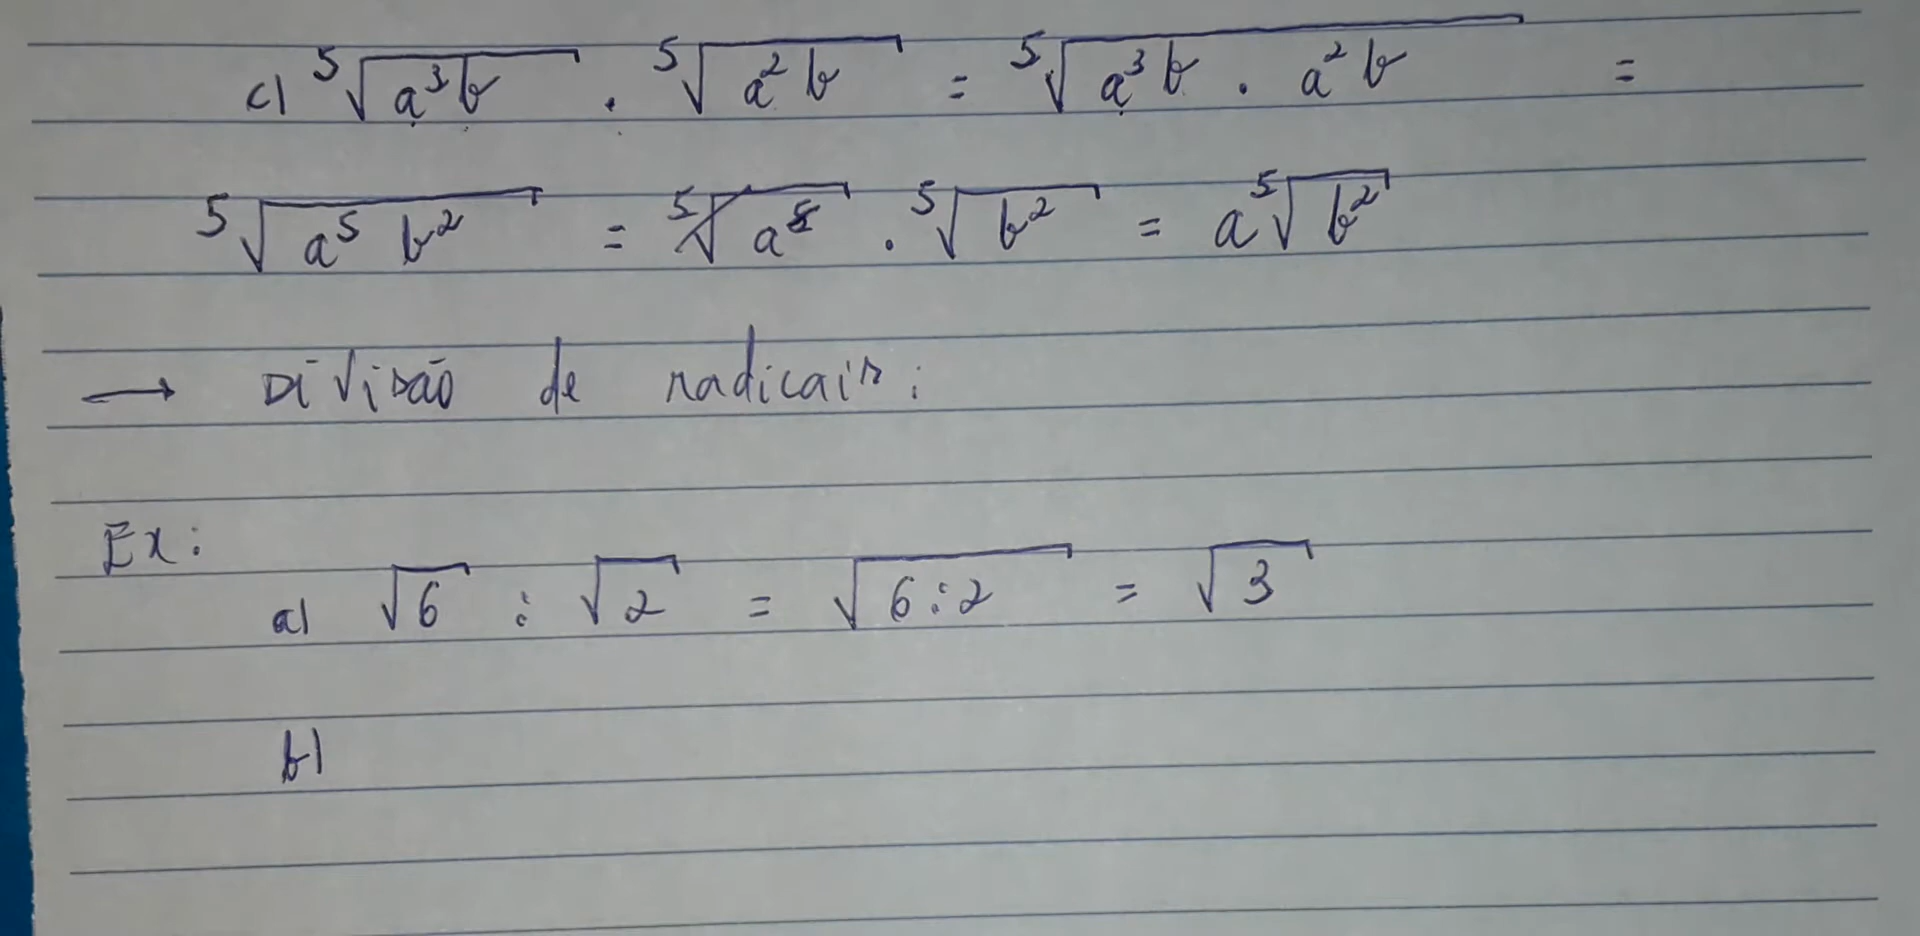 c) ⁵√(a³b) . ⁵√(a²b) = ⁵√(a³b . a²b) =
⁵√(a⁵ b²) = ⁵√(a⁵) . ⁵√(b²) = a ⁵√(b²)
→ Divisão de radicais:
Ex:
a) √6 : √2 = √(6:2) = √3
b)